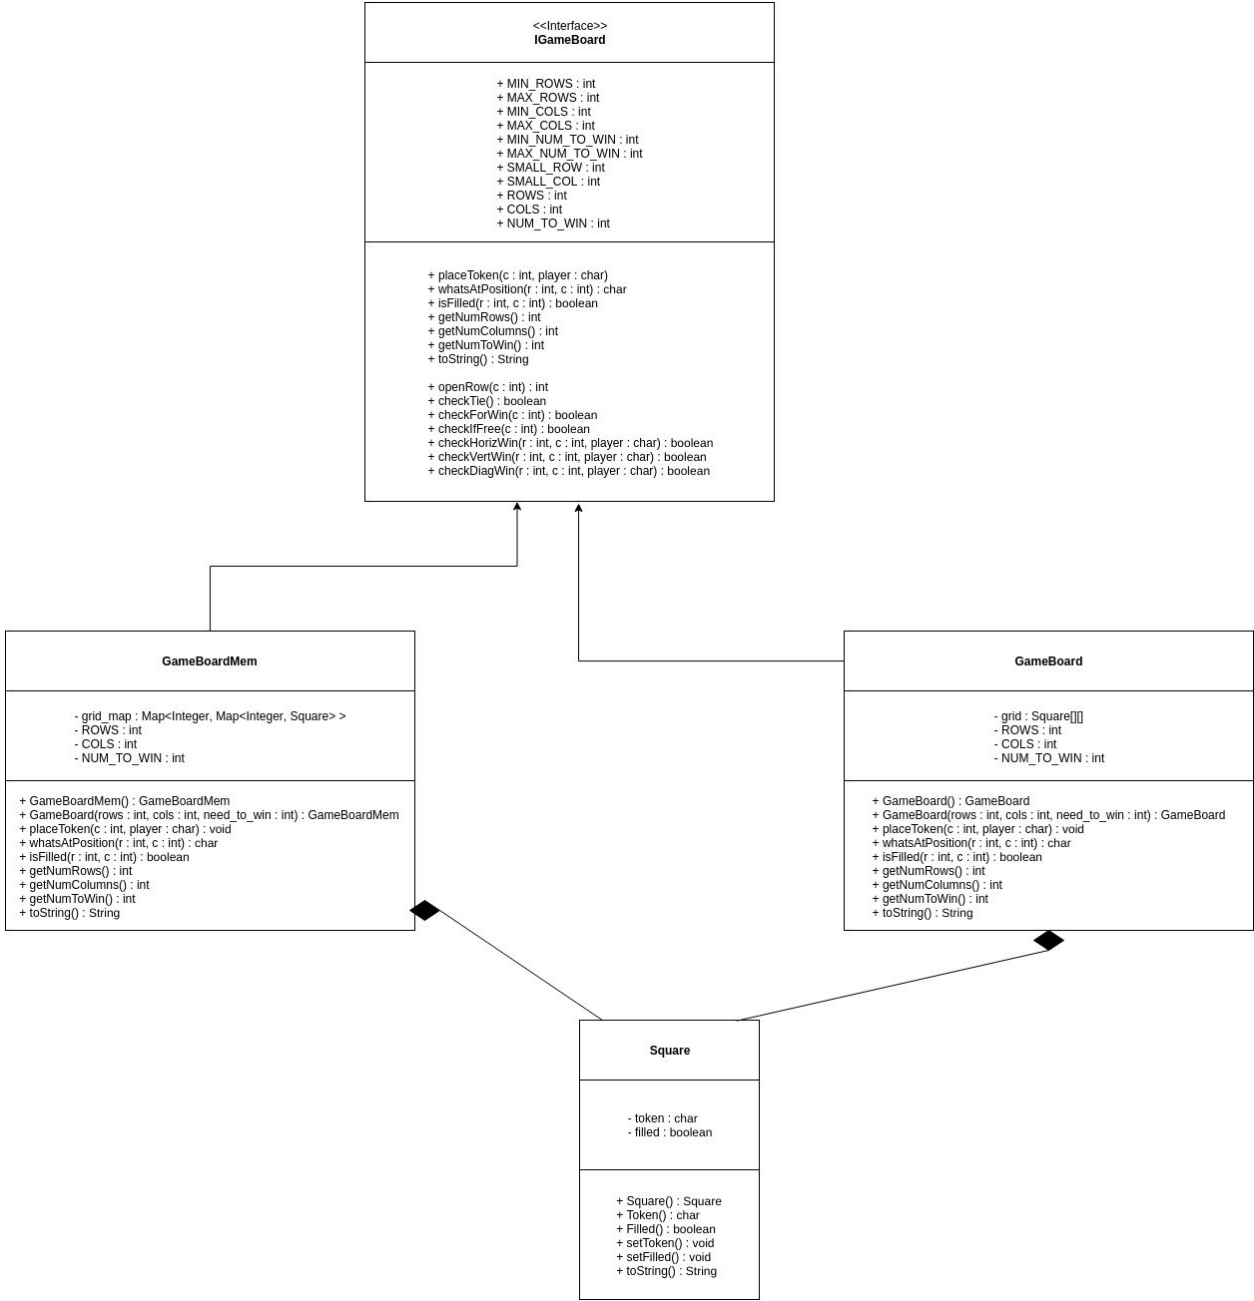 <<Interface>>
IGameBoard
+ MIN_ROWS : int
+ MAX_ROWS : int
+ MIN_COLS : int
+ MAX_COLS : int
+ MIN_NUM_TO_WIN : int
+ MAX_NUM_TO_WIN : int
+ SMALL_ROW : int
+ SMALL_COL : int
+ ROWS : int
+ COLS : int
+ NUM_TO_WIN : int
+ placeToken(c : int, player : char)
+ whatsAtPosition(r : int, c : int) : char
+ isFilled(r : int, c : int) : boolean
+ getNumRows() : int
+ getNumColumns() : int
+ getNumToWin() : int
+ toString() : String
+ openRow(c : int) : int
+ checkTie() : boolean
+ checkForWin(c : int) : boolean
+ checkIfFree(c : int) : boolean
+ checkHorizWin(r : int, c : int, player : char) : boolean
+ checkVertWin(r : int, c : int, player : char) : boolean
+ checkDiagWin(r : int, c : int, player : char) : boolean
GameBoardMem
- grid_map : Map<Integer, Map<Integer, Square> >
- ROWS : int
- COLS : int
- NUM_TO_WIN : int
+ GameBoardMem() : GameBoardMem
+ GameBoard(rows : int, cols : int, need_to_win : int) : GameBoardMem
+ placeToken(c : int, player : char) : void
+ whatsAtPosition(r : int, c : int) : char
+ isFilled(r : int, c : int) : boolean
+ getNumRows() : int
+ getNumColumns() : int
+ getNumToWin() : int
+ toString() : String
GameBoard
- grid : Square[][]
- ROWS : int
- COLS : int
- NUM_TO_WIN : int
+ GameBoard() : GameBoard
+ GameBoard(rows : int, cols : int, need_to_win : int) : GameBoard
+ placeToken(c : int, player : char) : void
+ whatsAtPosition(r : int, c : int) : char
+ isFilled(r : int, c : int) : boolean
+ getNumRows() : int
+ getNumColumns() : int
+ getNumToWin() : int
+ toString() : String
Square
- token : char
- filled : boolean
+ Square() : Square
+ Token() : char
+ Filled() : boolean
+ setToken() : void
+ setFilled() : void
+ toString() : String